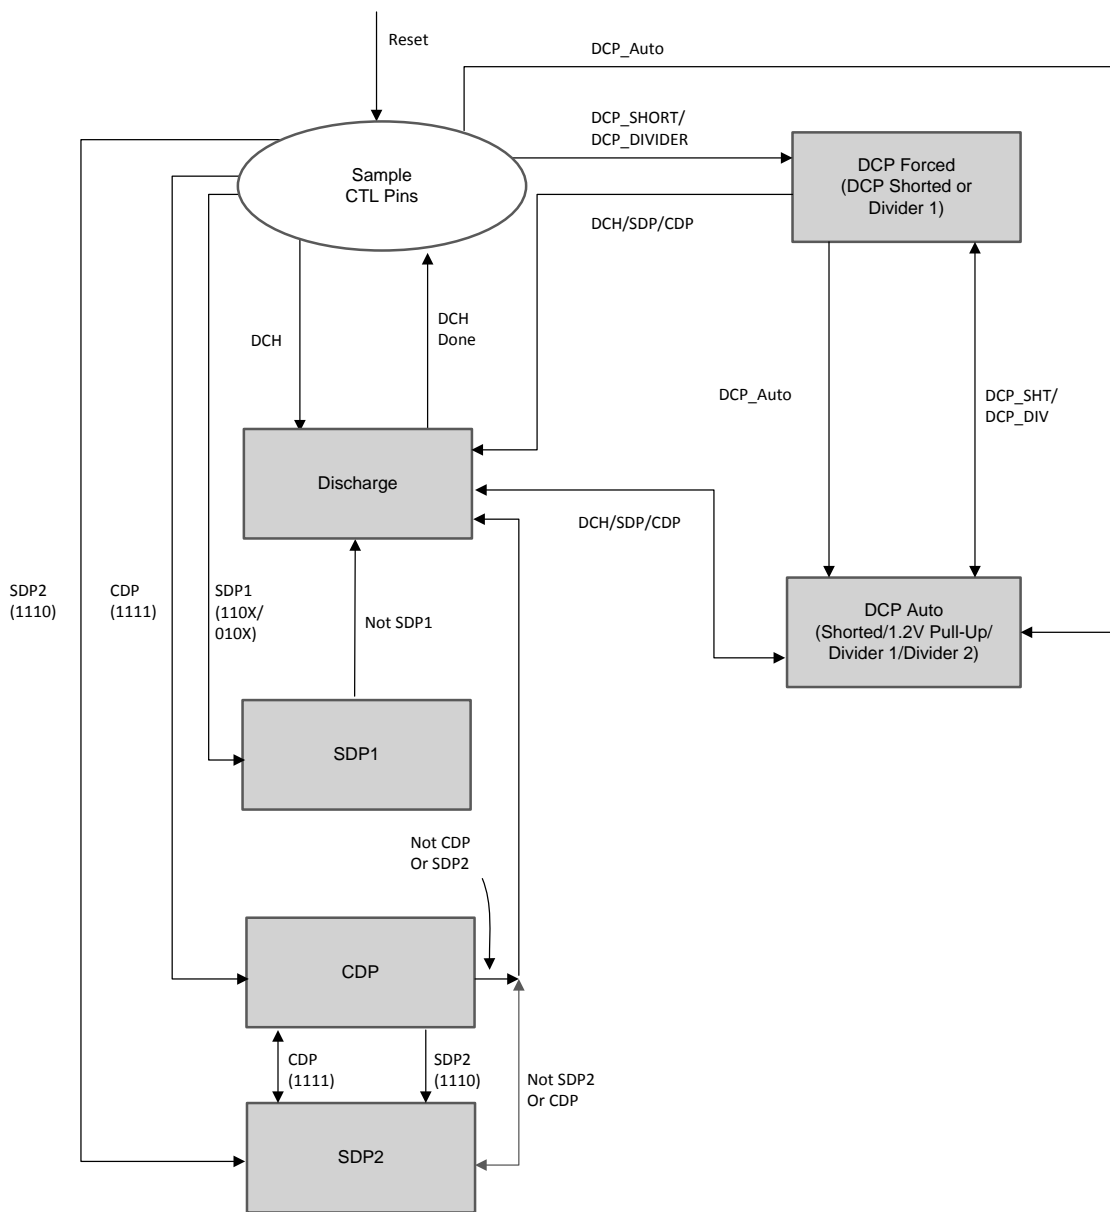 Reset
DCP_Auto
DCP_SHORT/
DCP_DIVIDER
Sample
CTL Pins
DCP Forced
(DCP Shorted or
Divider 1)
DCH/SDP/CDP
DCH
DCH
Done
DCP_Auto
DCP_SHT/
DCP_DIV
Discharge
DCH/SDP/CDP
SDP2
(1110)
CDP
(1111)
SDP1
(110X/
010X)
Not SDP1
DCP Auto
(Shorted/1.2V Pull-Up/
Divider 1/Divider 2)
SDP1
Not CDP
Or SDP2
CDP
CDP
(1111)
SDP2
(1110)
Not SDP2
Or CDP
SDP2